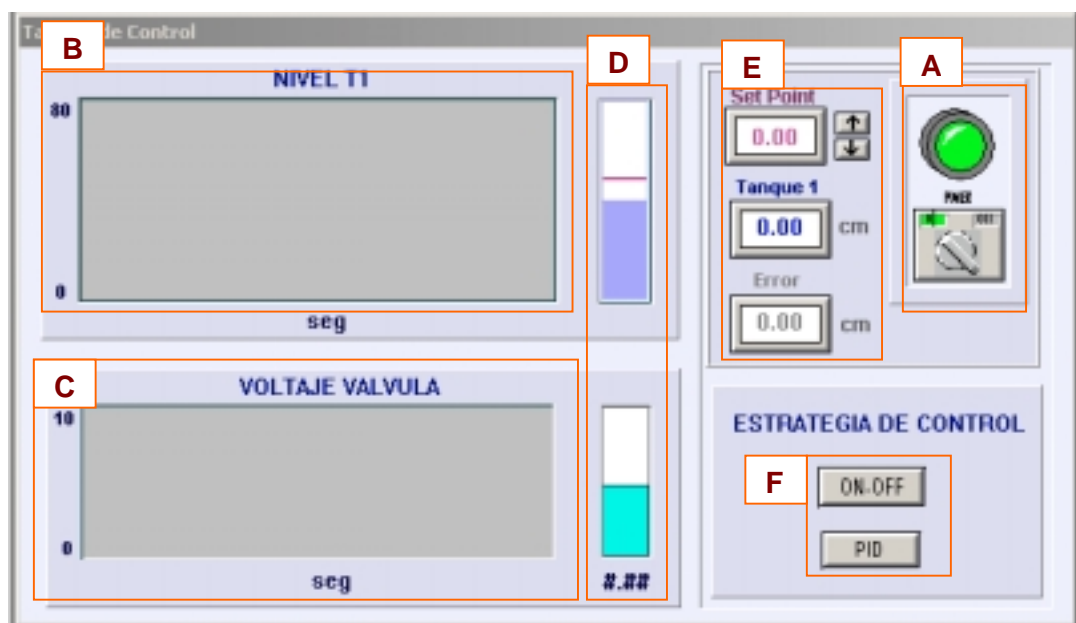 de Control
B
D
E
A
NIVEL T1
80
0
seg
Set Point
0.00
Tanque 1
0.00 cm
Error
0.00 cm
POWER
C
VOLTAJE VALVULA
10
0
seg
#.##
ESTRATEGIA DE CONTROL
F
ON-OFF
PID